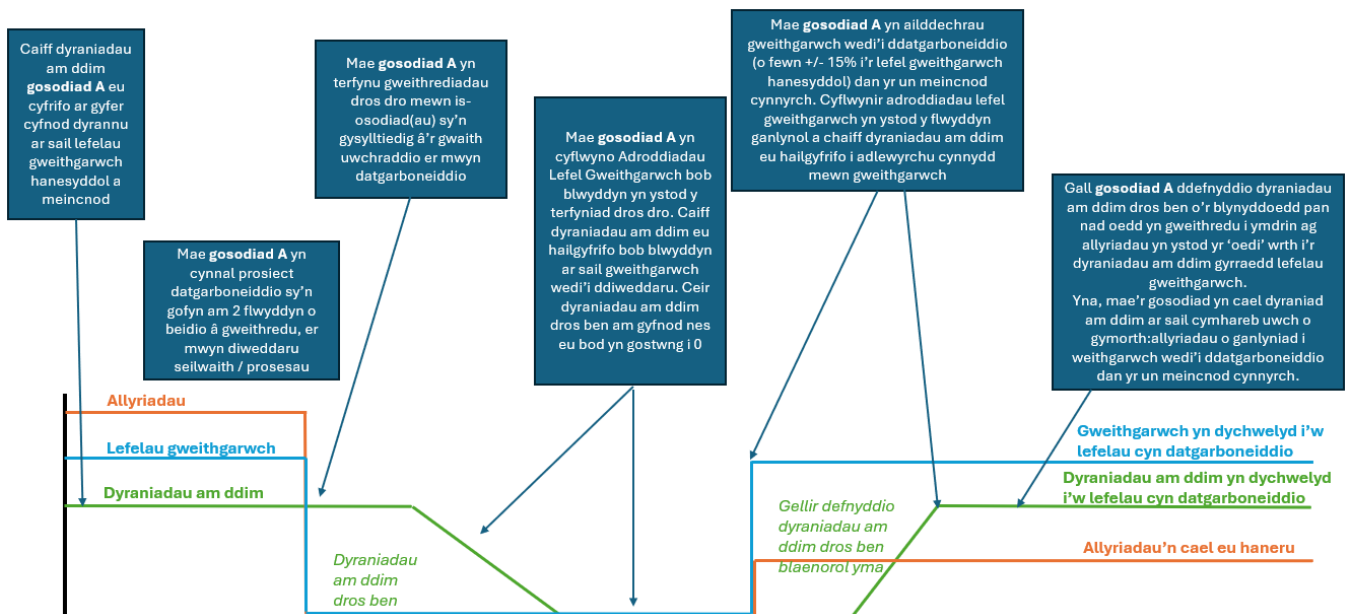 Caiff dyraniadau
am ddim
gosodiad A eu
cyfrifo ar gyfer
cyfnod dyrannu
ar sail lefelau
gweithgarwch
hanesyddol a
meincnod
Mae gosodiad A yn
cynnal prosiect
datgarboneiddio sy'n
gofyn am 2 flwyddyn o
beidio â gweithredu, er
mwyn diweddaru
seilwaith / prosesau
Mae gosodiad A yn
terfynu gweithrediadau
dros dro mewn is-
osodiad(au) sy'n
gysylltiedig â'r gwaith
uwchraddio er mwyn
datgarboneiddio
Mae gosodiad A yn
cyflwyno Adroddiadau
Lefel Gweithgarwch bob
blwyddyn yn ystod y
terfyniad dros dro. Caiff
dyraniadau am ddim eu
hailgyfrifo bob blwyddyn
ar sail gweithgarwch
wedi'i ddiweddaru. Ceir
dyraniadau am ddim
dros ben am gyfnod nes
eu bod yn gostwng i 0
Mae gosodiad A yn ailddechrau
gweithgarwch wedi'i ddatgarboneiddio
(o fewn +/- 15% i'r lefel gweithgarwch
hanesyddol) dan yr un meincnod
cynnyrch. Cyflwynir adroddiadau lefel
gweithgarwch yn ystod y flwyddyn
ganlynol a chaiff dyraniadau am ddim
eu hailgyfrifo i adlewyrchu cynnydd
mewn gweithgarwch
Gall gosodiad A ddefnyddio dyraniadau
am ddim dros ben o'r blynyddoedd pan
nad oedd yn gweithredu i ymdrin ag
allyriadau yn ystod yr 'oedi' wrth i'r
dyraniadau am ddim gyrraedd lefelau
gweithgarwch.
Yna, mae'r gosodiad yn cael dyraniad
am ddim ar sail cymhareb uwch o
gymorth:allyriadau o ganlyniad i
weithgarwch wedi'i ddatgarboneiddio
dan yr un meincnod cynnyrch.
Allyriadau
Lefelau gweithgarwch
Dyraniadau am ddim
Dyraniadau
am ddim
dros ben
Gellir defnyddio
dyraniadau am
ddim dros ben
blaenorol yma
Gweithgarwch yn dychwelyd i'w
lefelau cyn datgarboneiddio
Dyraniadau am ddim yn dychwelyd
i'w lefelau cyn datgarboneiddio
Allyriadau'n cael eu haneru